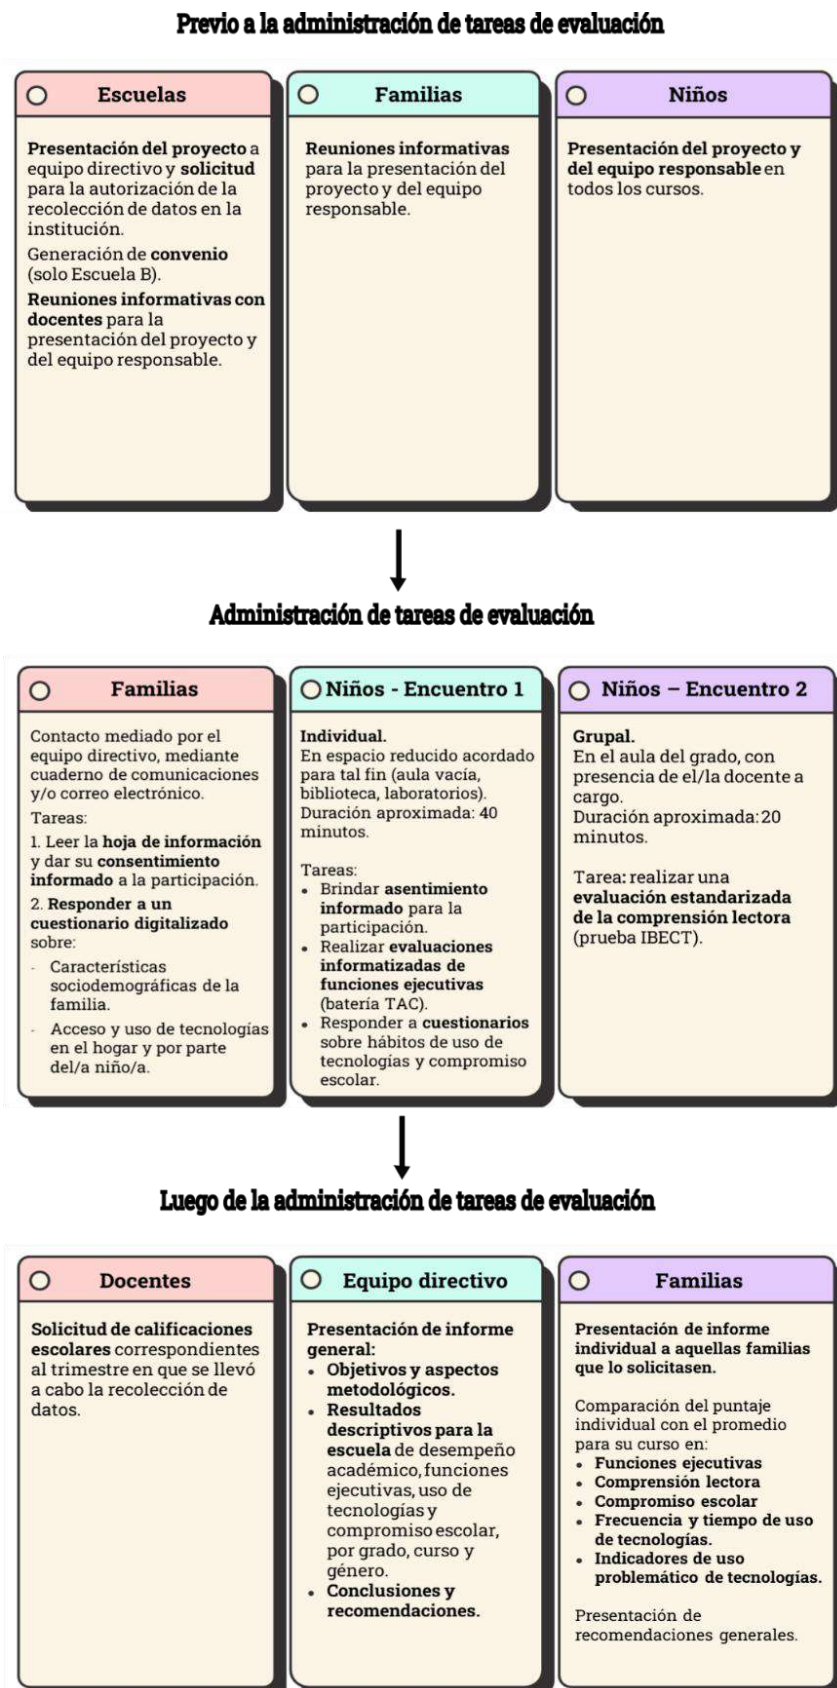 Previo a la administración de tareas de evaluación
Escuelas
Presentación del proyecto a
equipo directivo y solicitud
para la autorización de la
recolección de datos en la
institución.
Generación de convenio
(solo Escuela B).
Reuniones informativas con
docentes para la
presentación del proyecto y
del equipo responsable.
Familias
Reuniones informativas
para la presentación del
proyecto y del equipo
responsable.
Niños
Presentación del proyecto y
del equipo responsable en
todos los cursos.
Administración de tareas de evaluación
Familias
Contacto mediado por el
equipo directivo, mediante
cuaderno de comunicaciones
y/o correo electrónico.
Tareas:
1. Leer la hoja de información
y dar su consentimiento
informado a la participación.
2. Responder a un
cuestionario digitalizado
sobre:
- Características
sociodemográficas de la
familia.
- Acceso y uso de tecnologías
en el hogar y por parte
del/a niño/a.
Niños - Encuentro 1
Individual.
En espacio reducido acordado
para tal fin (aula vacía,
biblioteca, laboratorios).
Duración aproximada: 40
minutos.
Tareas:
• Brindar asentimiento
informado para la
participación.
• Realizar evaluaciones
informatizadas de
funciones ejecutivas
(batería TAC).
• Responder a cuestionarios
sobre hábitos de uso de
tecnologías y compromiso
escolar.
Niños – Encuentro 2
Grupal.
En el aula del grado, con
presencia de el/la docente a
cargo.
Duración aproximada: 20
minutos.
Tarea: realizar una
evaluación estandarizada
de la comprensión lectora
(prueba IBECT).
Luego de la administración de tareas de evaluación
Docentes
Solicitud de calificaciones
escolares correspondientes
al trimestre en que se llevó
a cabo la recolección de
datos.
Equipo directivo
Presentación de informe
general:
• Objetivos y aspectos
metodológicos.
• Resultados
descriptivos para la
escuela de desempeño
académico, funciones
ejecutivas, uso de
tecnologías y
compromiso escolar,
por grado, curso y
género.
• Conclusiones y
recomendaciones.
Familias
Presentación de informe
individual a aquellas familias
que lo solicitasen.
Comparación del puntaje
individual con el promedio
para su curso en:
• Funciones ejecutivas
• Comprensión lectora
• Compromiso escolar
• Frecuencia y tiempo de uso
de tecnologías.
• Indicadores de uso
problemático de tecnologías.
Presentación de
recomendaciones generales.